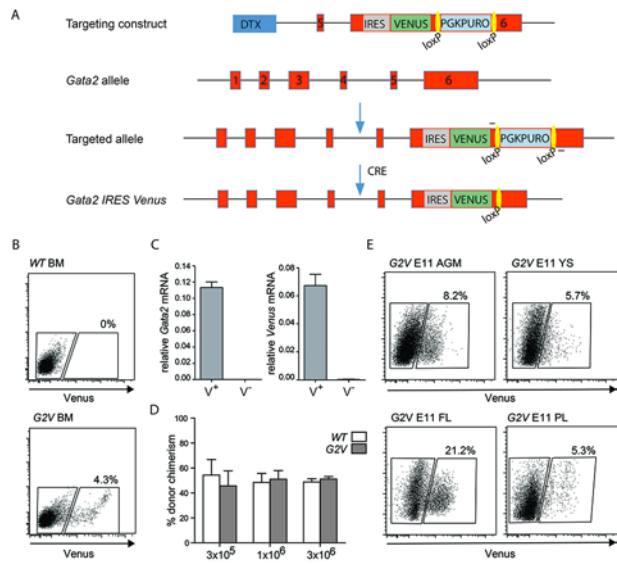 A
Targeting construct
DTX
5
IRES
VENUS
PGKPURO
6
loxP
loxP
Gata2 allele
1
2
3
4
5
6
Targeted allele
IRES
VENUS
PGKPURO
loxP
loxP
CRE
Gata2 IRES Venus
IRES
VENUS
loxP
B
WT BM
0%
Venus
G2V BM
4.3%
Venus
C
relative Gata2 mRNA
0.14
0.12
0.10
0.08
0.06
0.04
0.02
0.00
V+
V-
relative Venus mRNA
0.08
0.06
0.04
0.02
0.00
V+
V-
D
% donor chimerism
100
80
60
40
20
0
WT
G2V
3x10⁵
1x10⁶
3x10⁶
E
G2V E11 AGM
8.2%
G2V E11 YS
5.7%
Venus
Venus
G2V E11 FL
21.2%
G2V E11 PL
5.3%
Venus
Venus